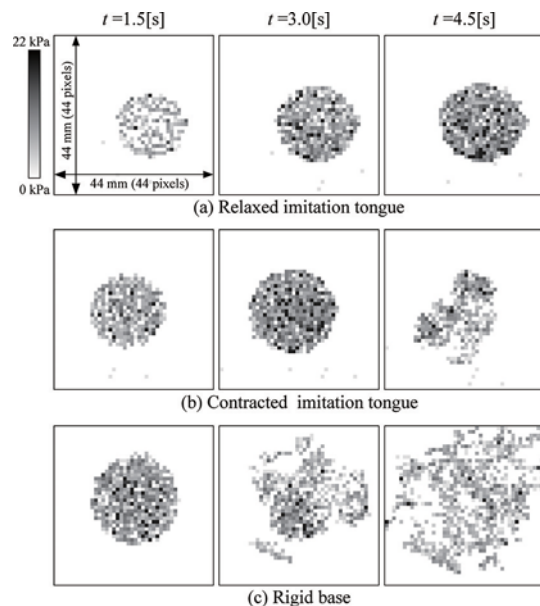 t =1.5[s] t =3.0[s] t =4.5[s]
22 kPa
44 mm (44 pixels)
0 kPa
44 mm (44 pixels)
(a) Relaxed imitation tongue
(b) Contracted imitation tongue
(c) Rigid base